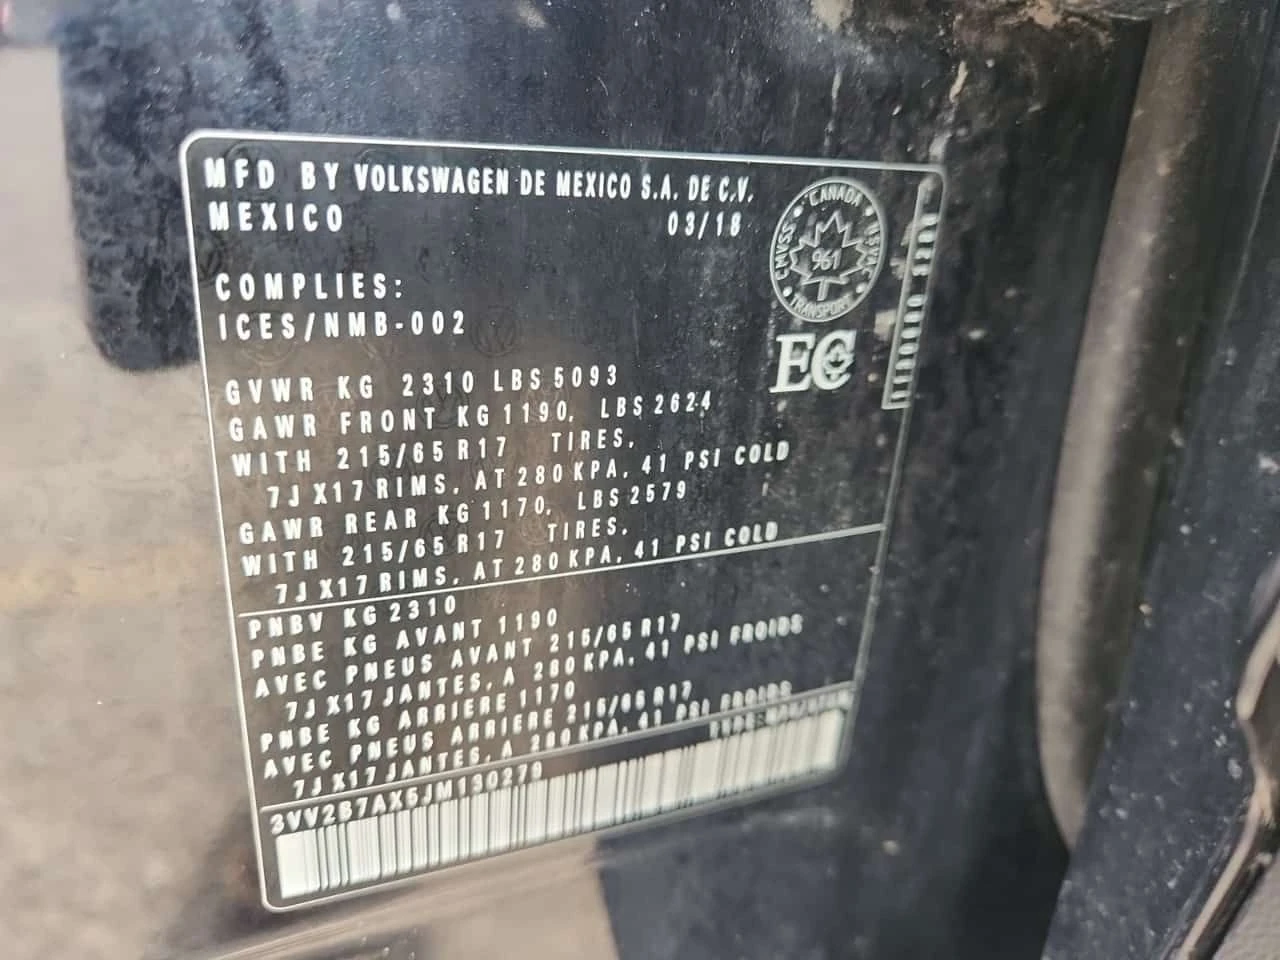 MFD BY VOLKSWAGEN DE MEXICO S.A. DE C.V.
MEXICO 03/18
CANADA
CMVSS 961 NSVAC
TRANSPORT
COMPLIES:
ICES/NMB-002
EC
GVWR KG 2310 LBS 5093
GAWR FRONT KG 1190, LBS 2624
WITH 215/65 R17 TIRES,
7J X17 RIMS, AT 280 KPA, 41 PSI COLD
GAWR REAR KG 1170, LBS 2579
WITH 215/65 R17 TIRES,
7J X17 RIMS, AT 280 KPA, 41 PSI COLD
PNBV KG 2310
PNBE KG AVANT 1190
AVEC PNEUS AVANT 215/65 R17
7J X17 JANTES, A 280 KPA, 41 PSI FROIDS
PNBE KG ARRIERE 1170
AVEC PNEUS ARRIERE 215/65 R17
7J X17 JANTES, A 280 KPA, 41 PSI FROIDS
3VV2B7AX5JM130279